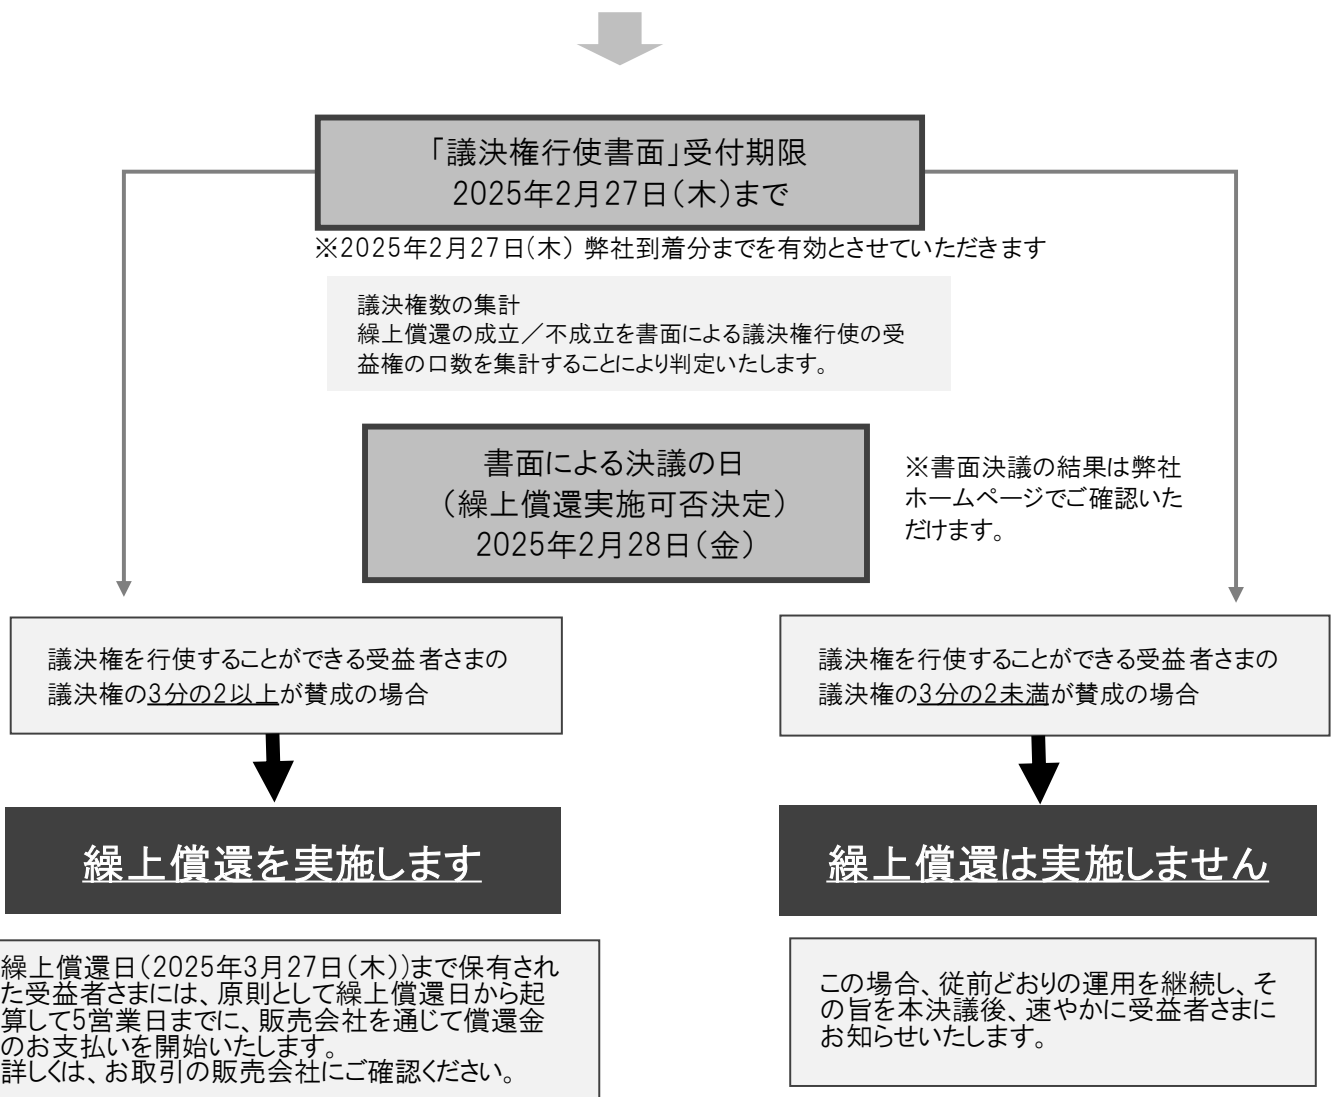 「議決権行使書面」受付期限
2025年2月27日（木）まで
※2025年2月27日（木） 弊社到着分までを有効とさせていただきます
議決権数の集計
繰上償還の成立／不成立を書面による議決権行使の受
益権の口数を集計することにより判定いたします。
書面による決議の日
（繰上償還実施可否決定）
2025年2月28日（金）
※書面決議の結果は弊社
ホームページでご確認いた
だけます。
議決権を行使することができる受益者さまの
議決権の3分の2以上が賛成の場合
繰上償還を実施します
繰上償還日（2025年3月27日（木））まで保有され
た受益者さまには、原則として繰上償還日から起
算して5営業日までに、販売会社を通じて償還金
のお支払いを開始いたします。
詳しくは、お取引の販売会社にご確認ください。
議決権を行使することができる受益者さまの
議決権の3分の2未満が賛成の場合
繰上償還は実施しません
この場合、従前どおりの運用を継続し、そ
の旨を本決議後、速やかに受益者さまに
お知らせいたします。